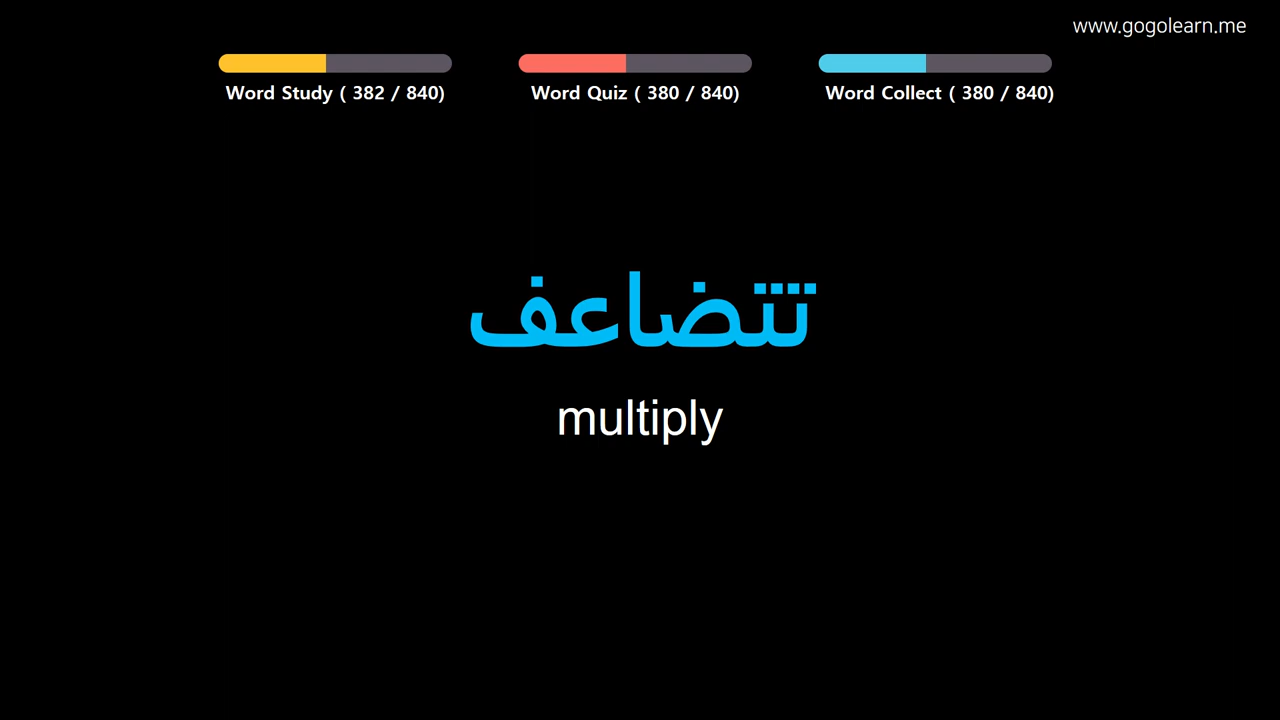 www.gogolearn.me
Word Study ( 382 / 840)
Word Quiz ( 380 / 840)
Word Collect ( 380 / 840)
تتضاعف
multiply